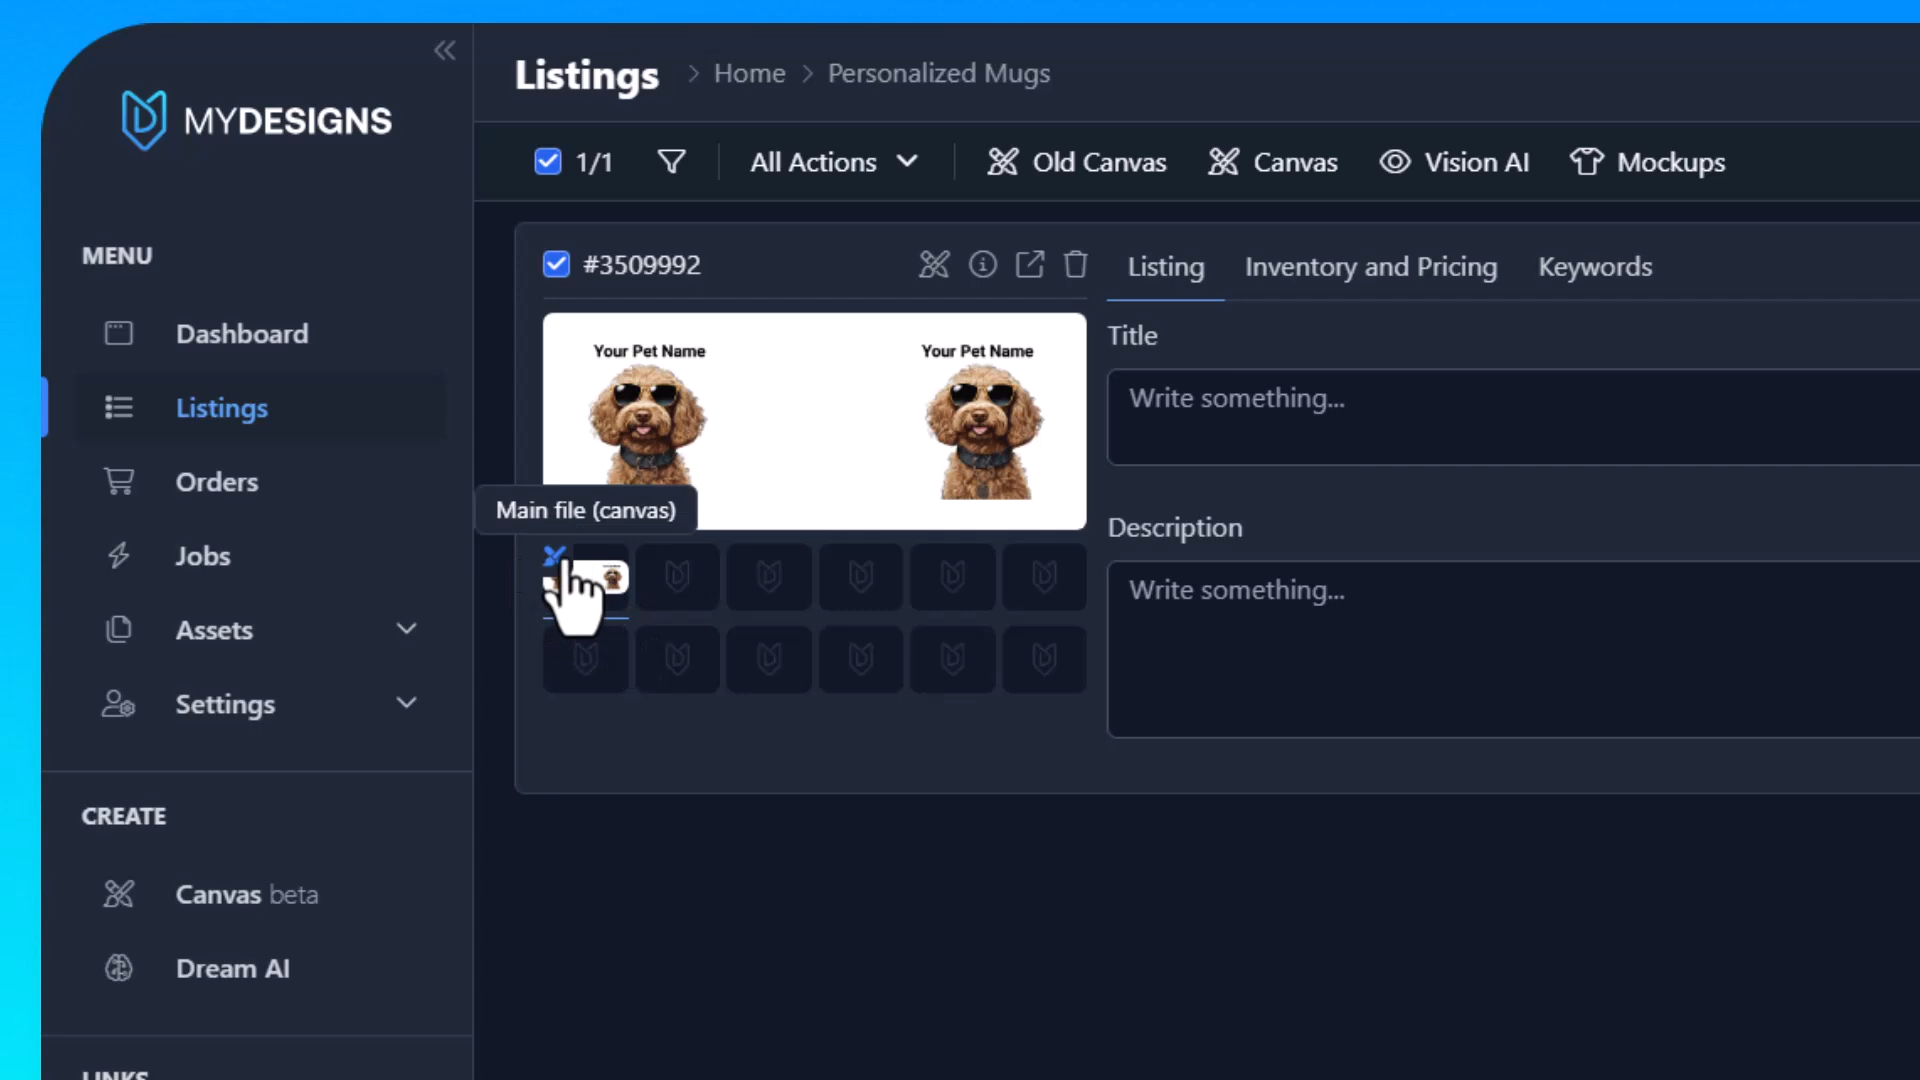 MYDESIGNS
Listings
Home
Personalized Mugs
1/1
All Actions
Old Canvas
Canvas
Vision AI
Mockups
MENU
Dashboard
Listings
Orders
Jobs
Assets
Settings
CREATE
Canvas beta
Dream AI
LINKS
#3509992
Your Pet Name
Your Pet Name
Main file (canvas)
Listing
Inventory and Pricing
Keywords
Title
Write something...
Description
Write something...